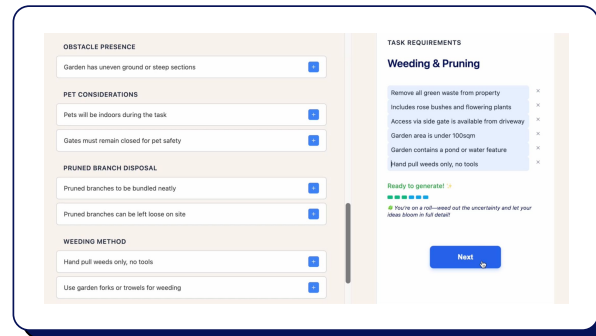 OBSTACLE PRESENCE
Garden has uneven ground or steep sections
PET CONSIDERATIONS
Pets will be indoors during the task
Gates must remain closed for pet safety
PRUNED BRANCH DISPOSAL
Pruned branches to be bundled neatly
Pruned branches can be left loose on site
WEEDING METHOD
Hand pull weeds only, no tools
Use garden forks or trowels for weeding
TASK REQUIREMENTS
Weeding & Pruning
Remove all green waste from property
Includes rose bushes and flowering plants
Access via side gate is available from driveway
Garden area is under 100sqm
Garden contains a pond or water feature
Hand pull weeds only, no tools
Ready to generate!
You're on a roll—weed out the uncertainty and let your
ideas bloom in full detail!
Next